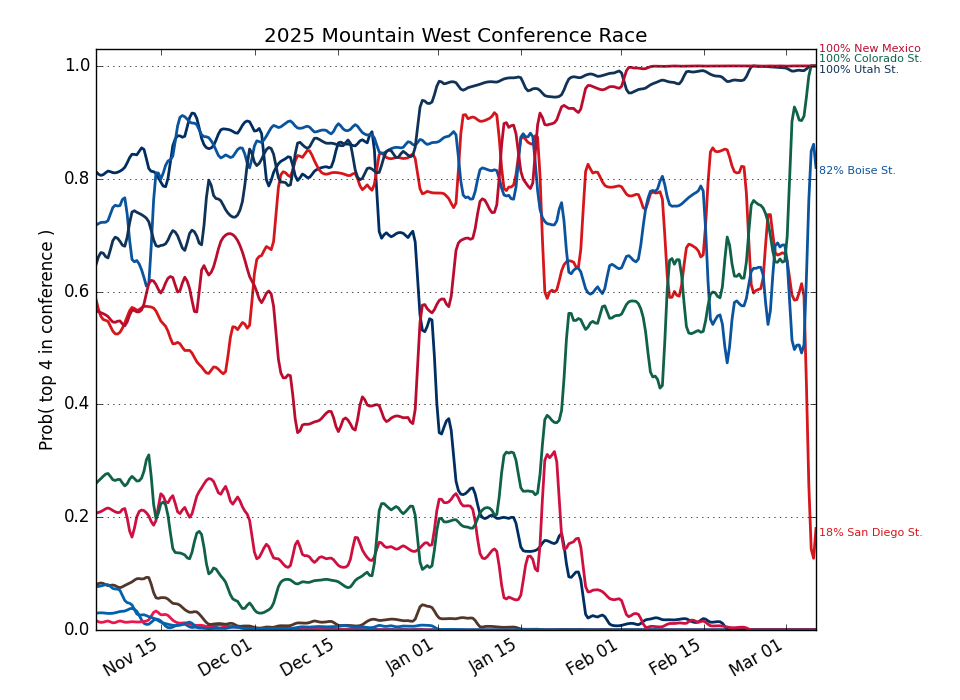 2025 Mountain West Conference Race
100% New Mexico
100% Colorado St.
100% Utah St.
82% Boise St.
18% San Diego St.
Prob( top 4 in conference )
1.0
0.8
0.6
0.4
0.2
0.0
Nov 15
Dec 01
Dec 15
Jan 01
Jan 15
Feb 01
Feb 15
Mar 01